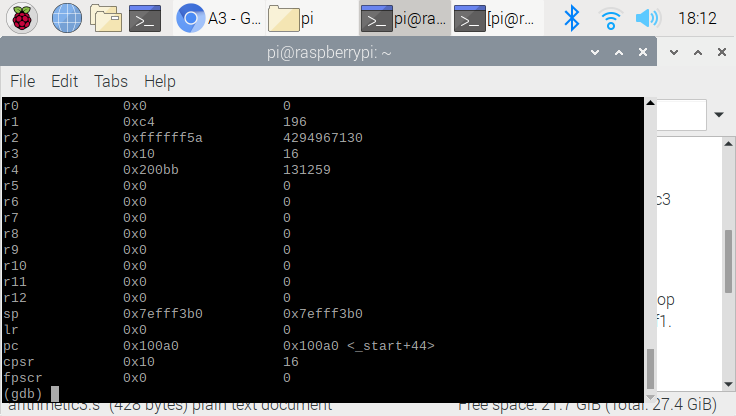 A3 - G... pi pi@ra... [pi@r... 18:12
pi@raspberrypi: ~
File Edit Tabs Help
r0 0x0 0
r1 0xc4 196
r2 0xffffff5a 4294967130
r3 0x10 16
r4 0x200bb 131259
r5 0x0 0
r6 0x0 0
r7 0x0 0
r8 0x0 0
r9 0x0 0
r10 0x0 0
r11 0x0 0
r12 0x0 0
sp 0x7efff3b0 0x7efff3b0
lr 0x0 0
pc 0x100a0 0x100a0 <_start+44>
cpsr 0x10 16
fpscr 0x0 0
(gdb)
c3
op
f1.
"arithmetic3.s" (428 bytes) plain text document Free space: 21.7 GiB (Total: 27.4 GiB)